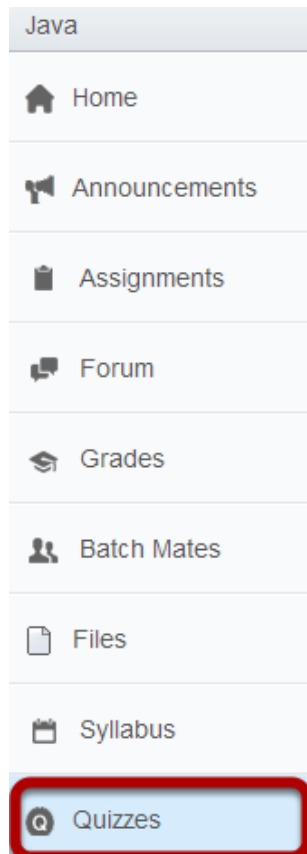 Java
Home
Announcements
Assignments
Forum
Grades
Batch Mates
Files
Syllabus
Q Quizzes